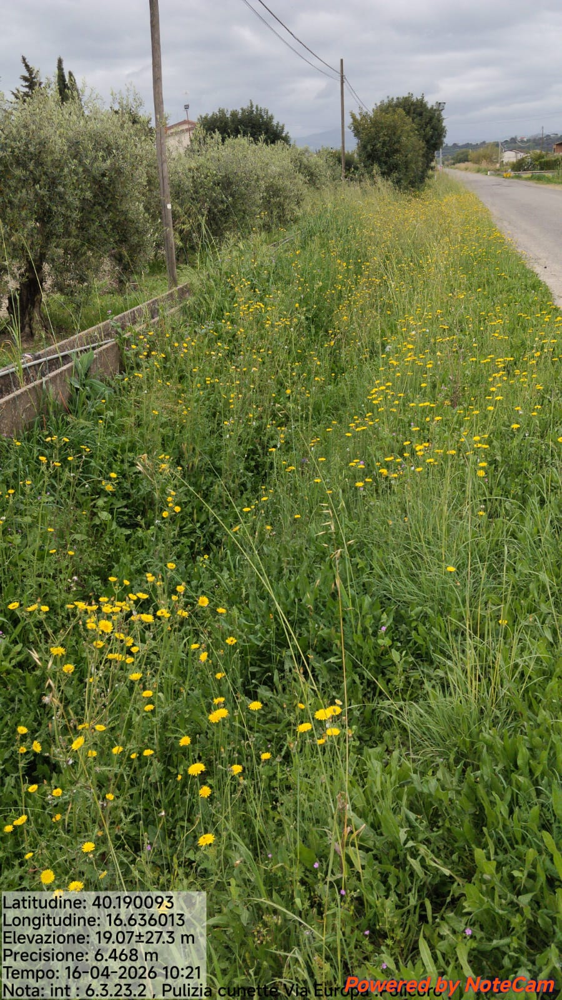 Latitudine: 40.190093
Longitudine: 16.636013
Elevazione: 19.07±27.3 m
Precisione: 6.468 m
Tempo: 16-04-2026 10:21
Nota: int : 6.3.23.2 , Pulizia cunette Via Europa Policoro
Powered by NoteCam